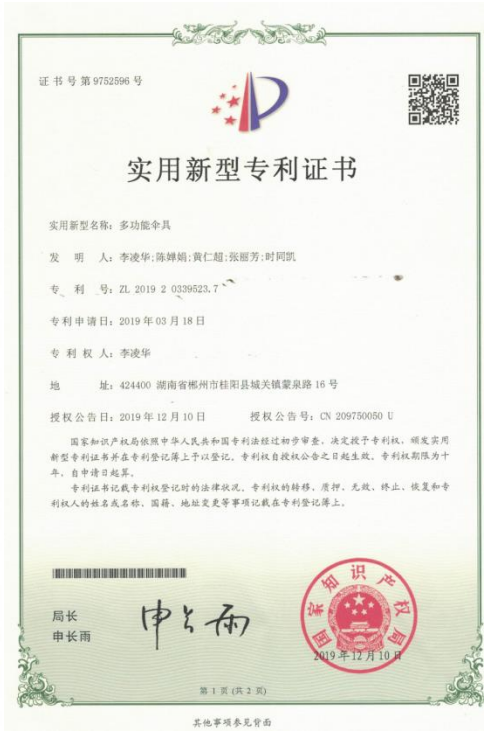 证书号第9752596号
实用新型专利证书
实用新型名称：多功能伞具
发 明 人：李凌华;陈婵娟;黄仁超;张丽芳;时同凯
专 利 号：ZL 2019 2 0339523.7
专利申请日：2019年03月18日
专 利 权 人：李凌华
地 址：424400 湖南省郴州市桂阳县城关镇蒙泉路16号
授权公告日：2019年12月10日 授权公告号：CN 209750050 U
国家知识产权局依照中华人民共和国专利法经过初步审查，决定授予专利权，颁发实用
新型专利证书并在专利登记簿上予以登记。专利权自授权公告之日起生效。专利权期限为十
年，自申请日起算。
专利证书记载专利权登记时的法律状况。专利权的转移、质押、无效、终止、恢复和专
利权人的姓名或名称、国籍、地址变更等事项记载在专利登记簿上。
局长
申长雨
申长雨
国家知识产权局
2019年12月10日
第 1 页 (共 2 页)
其他事项参见背面